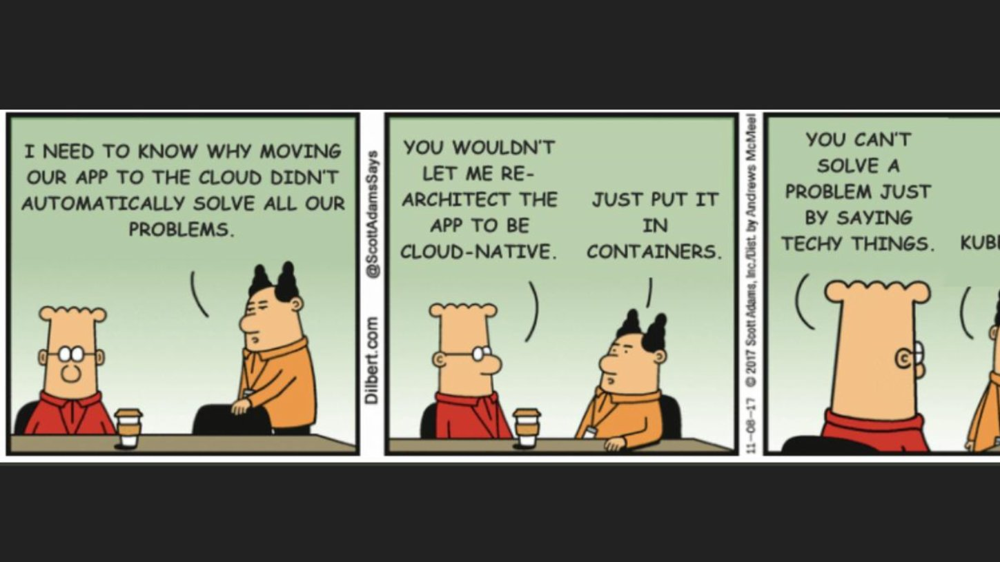 I NEED TO KNOW WHY MOVING
OUR APP TO THE CLOUD DIDN'T
AUTOMATICALLY SOLVE ALL OUR
PROBLEMS.
Dilbert.com @ScottAdamsSays
YOU WOULDN'T
LET ME RE-
ARCHITECT THE
APP TO BE
CLOUD-NATIVE.
JUST PUT IT
IN
CONTAINERS.
11-08-17 © 2017 Scott Adams, Inc./Dist. by Andrews McMeel
YOU CAN'T
SOLVE A
PROBLEM JUST
BY SAYING
TECHY THINGS.